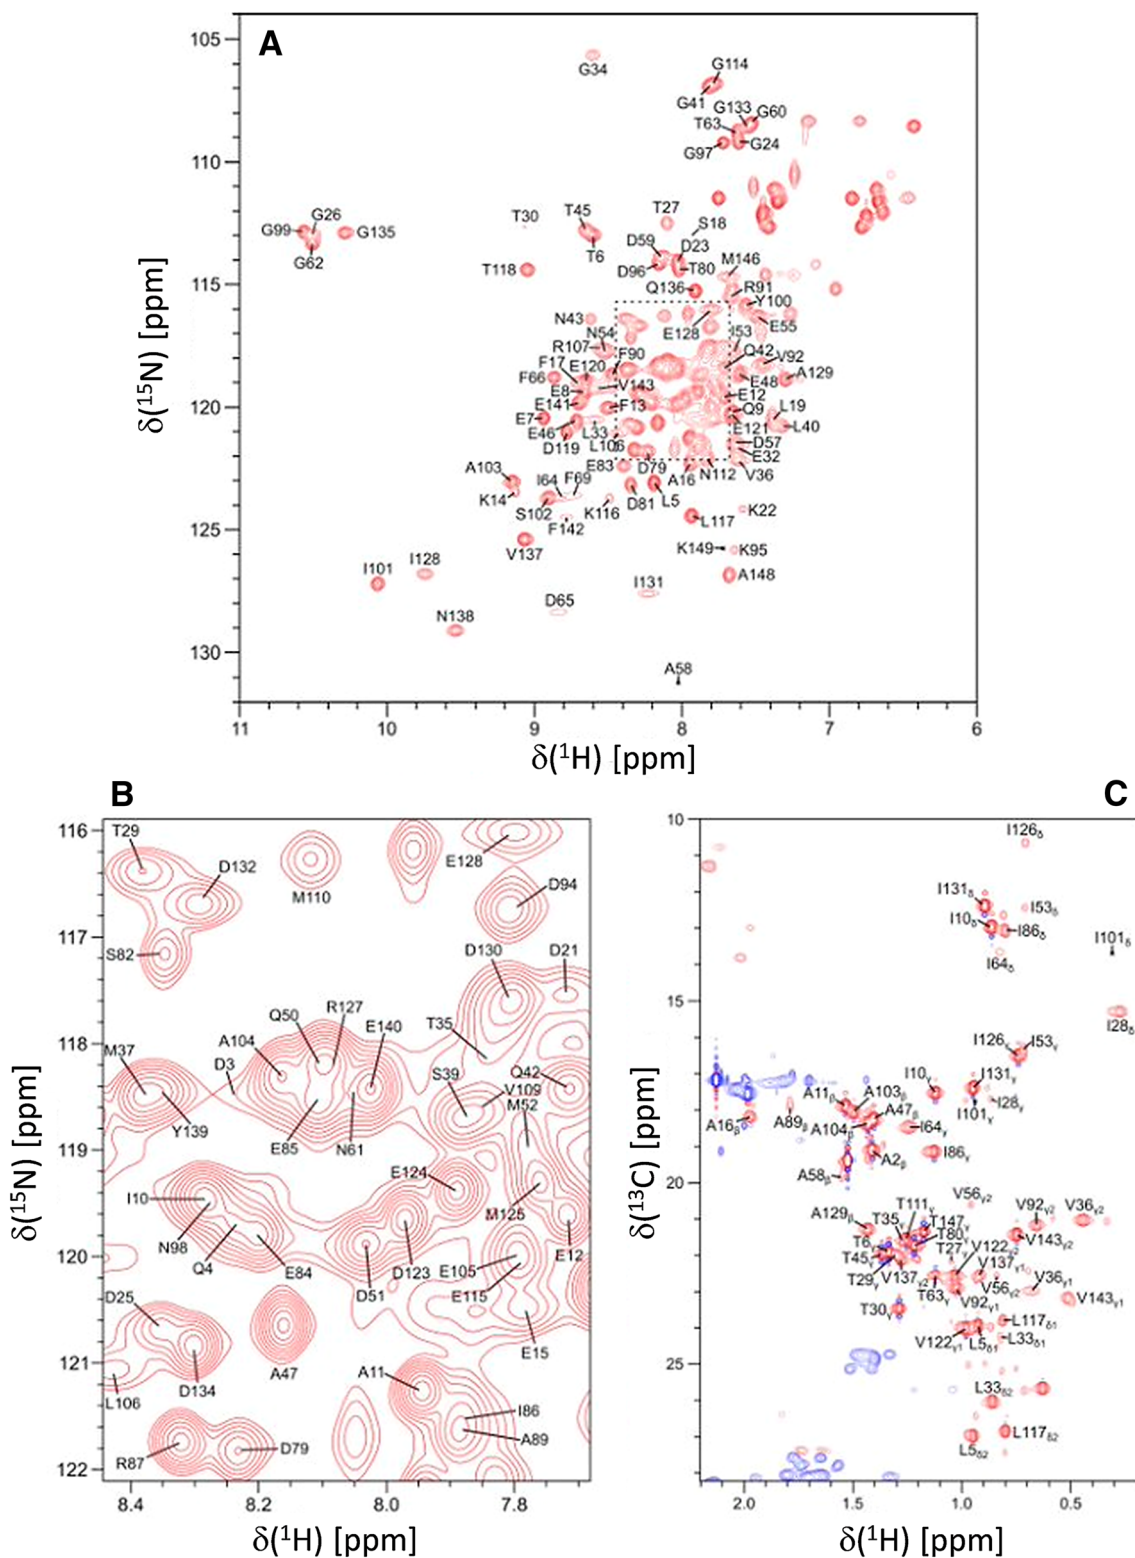 A
105
110
115
120
125
130
δ(¹⁵N) [ppm]
G34
G114
G41
G133
G60
T63
G24
G97
G99
G26
G135
G62
T30
T45
T6
T27
S18
D59
D23
D96
T80
M146
T118
Q136
R91
Y100
N43
E128
E55
N54
I53
R107
F90
Q42
V92
F17
E120
A129
F66
V143
E48
E8
E12
E141
F13
Q9
L19
E7
E121
L40
E46
L33
D57
D119
L106
E32
E83
D79
N112
V36
A103
I64
F69
A16
K14
S102
K116
D81
L5
K22
F142
L117
V137
K149
K95
I101
I128
I131
A148
D65
N138
A58
11
10
9
8
7
6
δ(¹H) [ppm]
B
116
117
118
119
120
121
122
δ(¹⁵N) [ppm]
T29
D132
E128
M110
D94
S82
D130
D21
Q50
R127
E140
T35
A104
M37
D3
S39
Q42
V109
M52
Y139
E85
N61
E124
I10
M125
N98
Q4
E84
D123
E105
E12
D51
E115
D25
E15
A47
A11
L106
D134
I86
A89
R87
D79
8.4
8.2
8.0
7.8
δ(¹H) [ppm]
C
10
15
20
25
δ(¹³C) [ppm]
I126δ
I131δ
I53δ
I10δ
I86δ
I101δ
I64δ
I28δ
I126γ
I53γ
I10γ
I131γ
A11β
A103β
I28γ
A47β
I101γ
A16β
A89β
A104β
I64γ
A2β
I86γ
A58β
V56γ2
A129β
T35γ
T111γ
V92γ2
V36γ2
T147γ
T6γ
T80γ
V143γ2
T45γ
T27γ
V122γ2
V137γ1
T29γ
V137γ2
V56γ2
V36γ1
T63γ
V92γ1
V143γ1
T30γ
L117δ1
V122γ1
L5δ1
L33δ1
L33δ2
L117δ2
L5δ2
2.0
1.5
1.0
0.5
δ(¹H) [ppm]